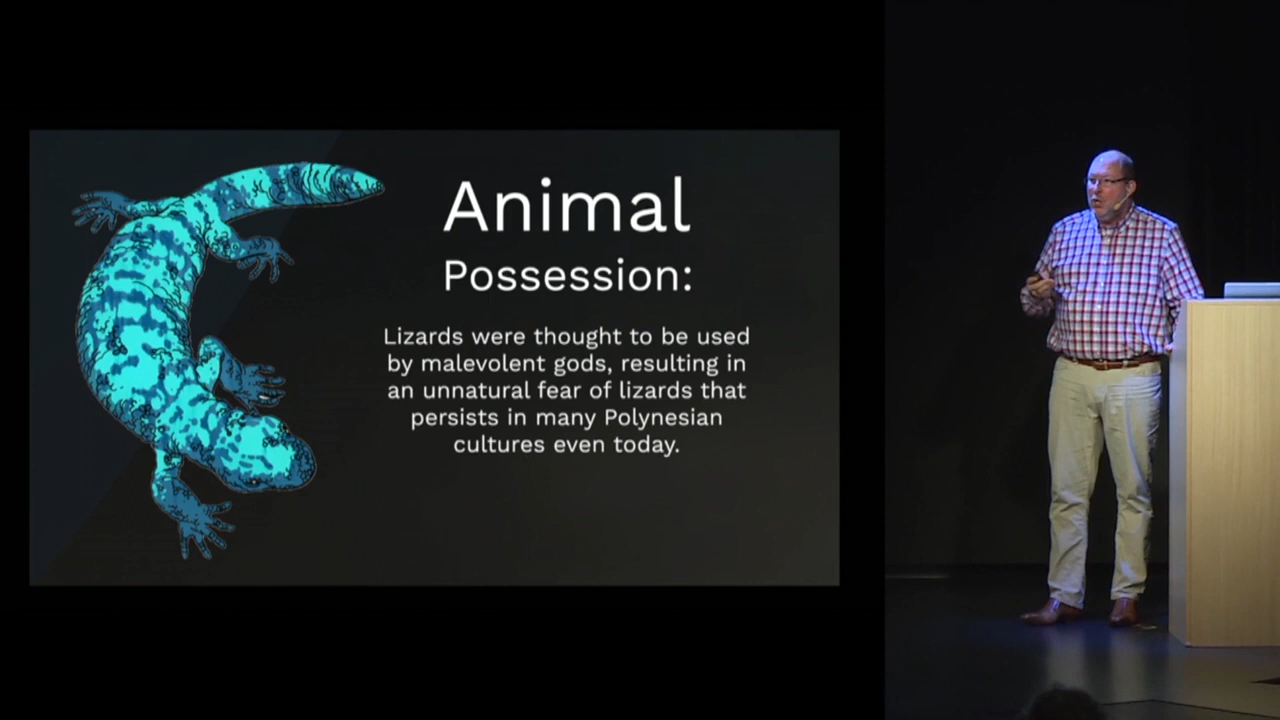 Animal
Possession:
Lizards were thought to be used
by malevolent gods, resulting in
an unnatural fear of lizards that
persists in many Polynesian
cultures even today.